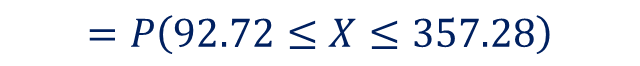 = P(92.72 ≤ X ≤ 357.28)